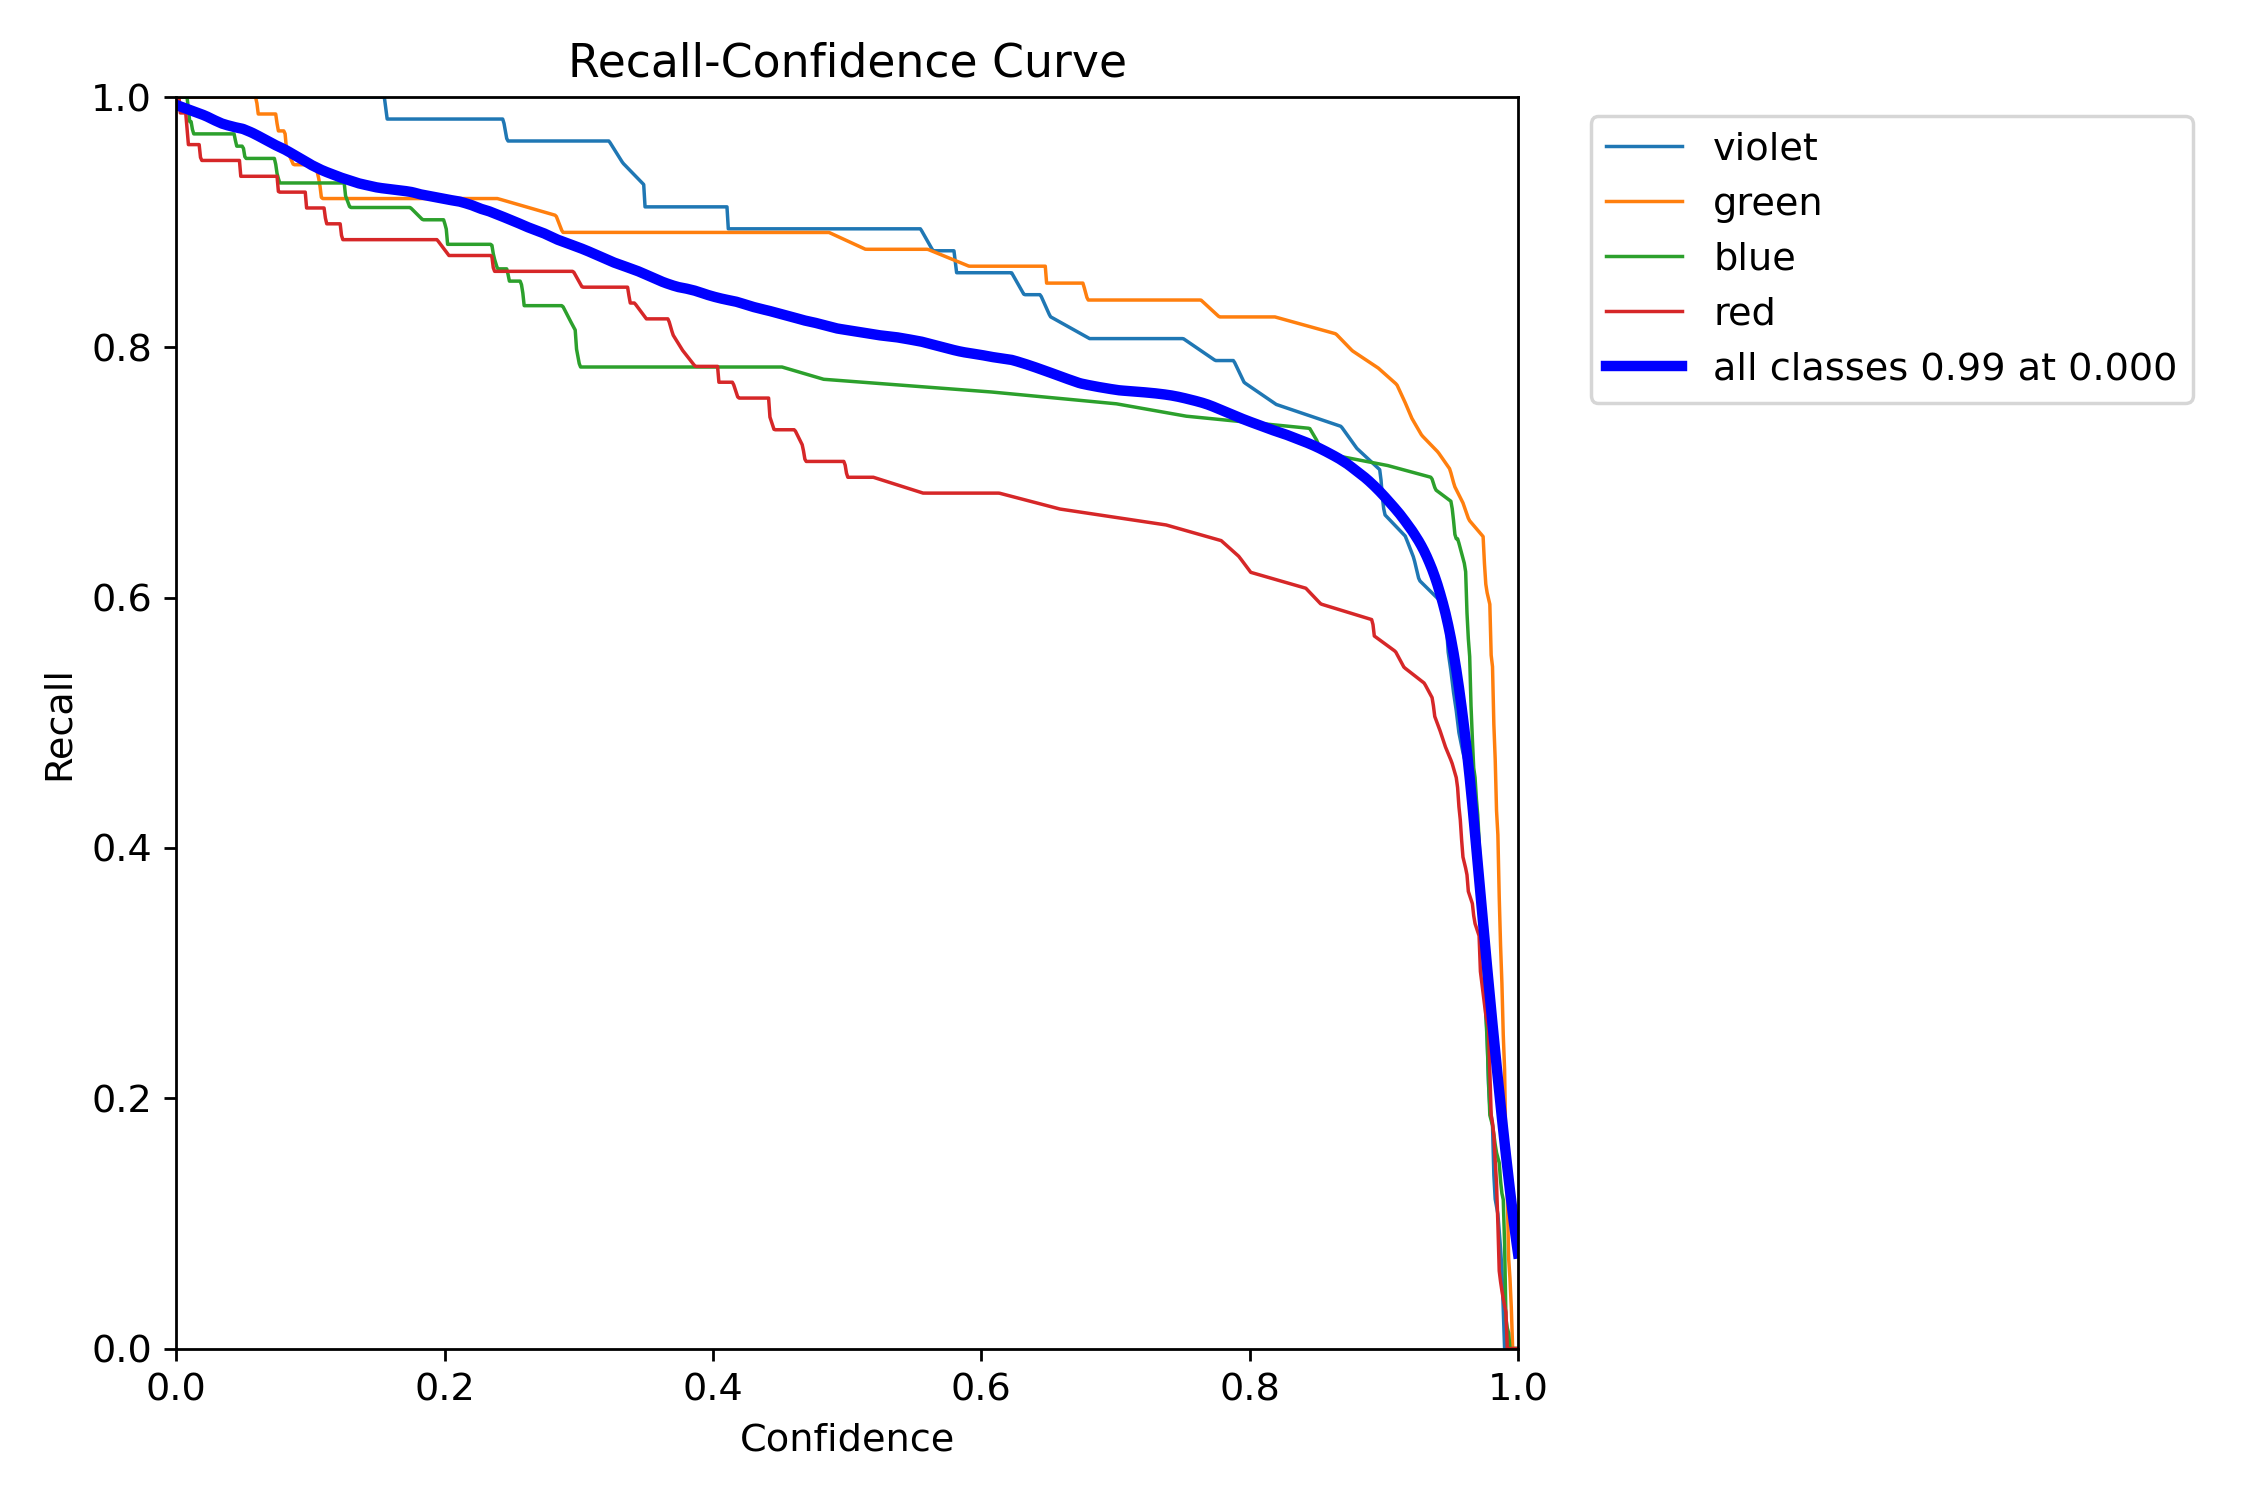 Recall-Confidence Curve
1.0
0.8
0.6
0.4
0.2
0.0
Recall
0.0 0.2 0.4 0.6 0.8 1.0
Confidence
violet
green
blue
red
all classes 0.99 at 0.000